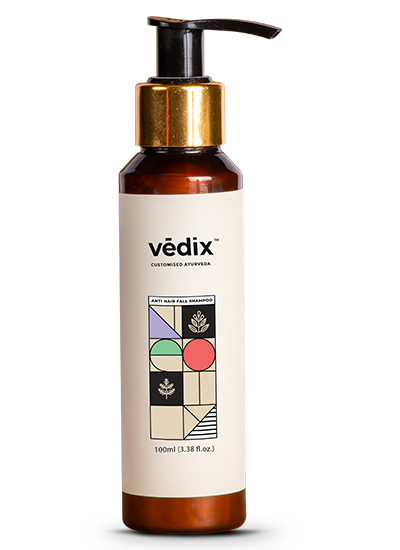 vēdix™
CUSTOMISED AYURVEDA
ANTI HAIR FALL SHAMPOO
100ml (3.38 fl.oz.)